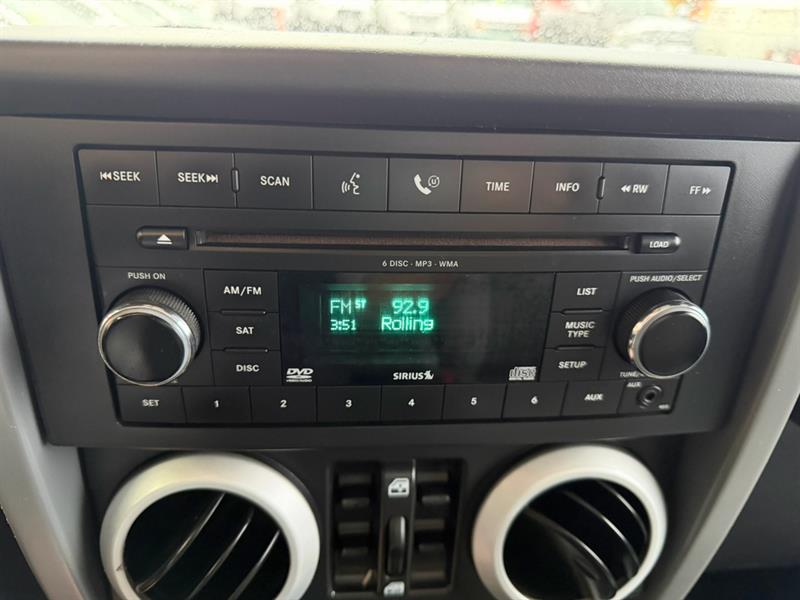 SEEK SEEK SCAN TIME INFO RW FF
LOAD
6 DISC · MP3 · WMA
PUSH ON PUSH AUDIO/SELECT
AM/FM FM ST 92.9 LIST
SAT 3:51 Rolling MUSIC
TYPE
DISC DVD SIRIUS disc SETUP TUNE/
SET 1 2 3 4 5 6 AUX AUX